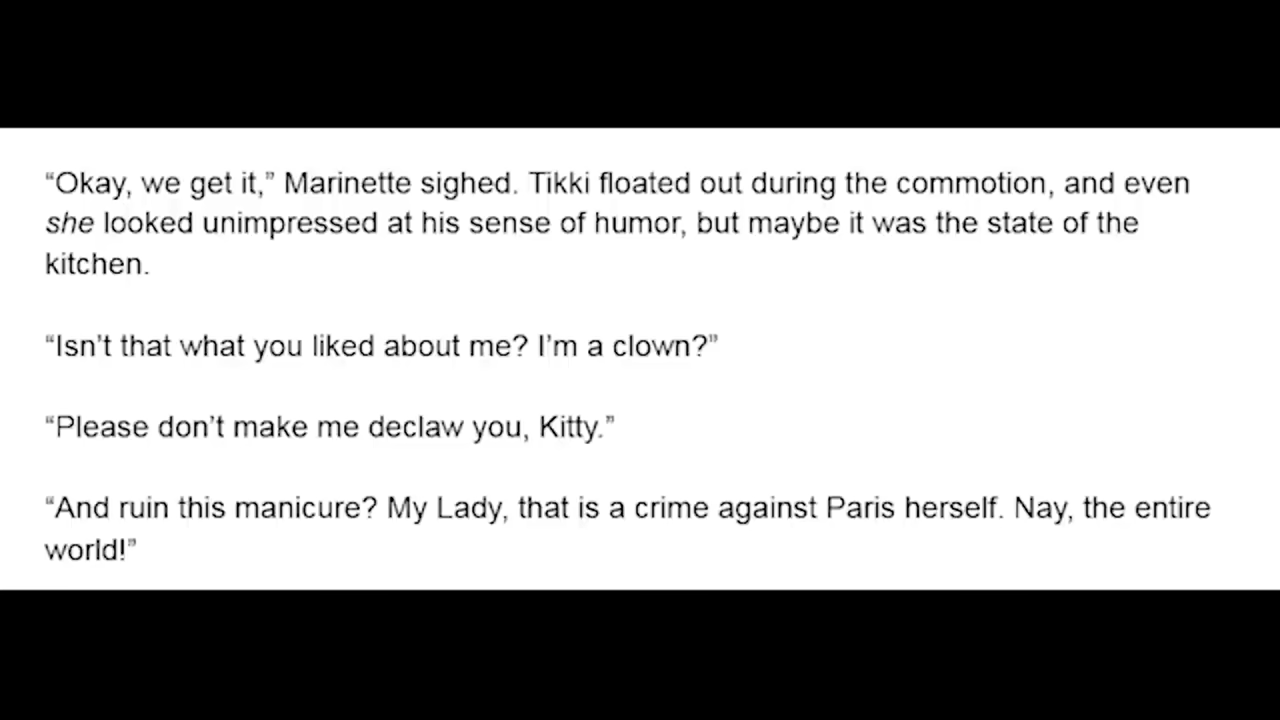 “Okay, we get it,” Marinette sighed. Tikki floated out during the commotion, and even
she looked unimpressed at his sense of humor, but maybe it was the state of the
kitchen.
“Isn’t that what you liked about me? I’m a clown?”
“Please don’t make me declaw you, Kitty.”
“And ruin this manicure? My Lady, that is a crime against Paris herself. Nay, the entire
world!”